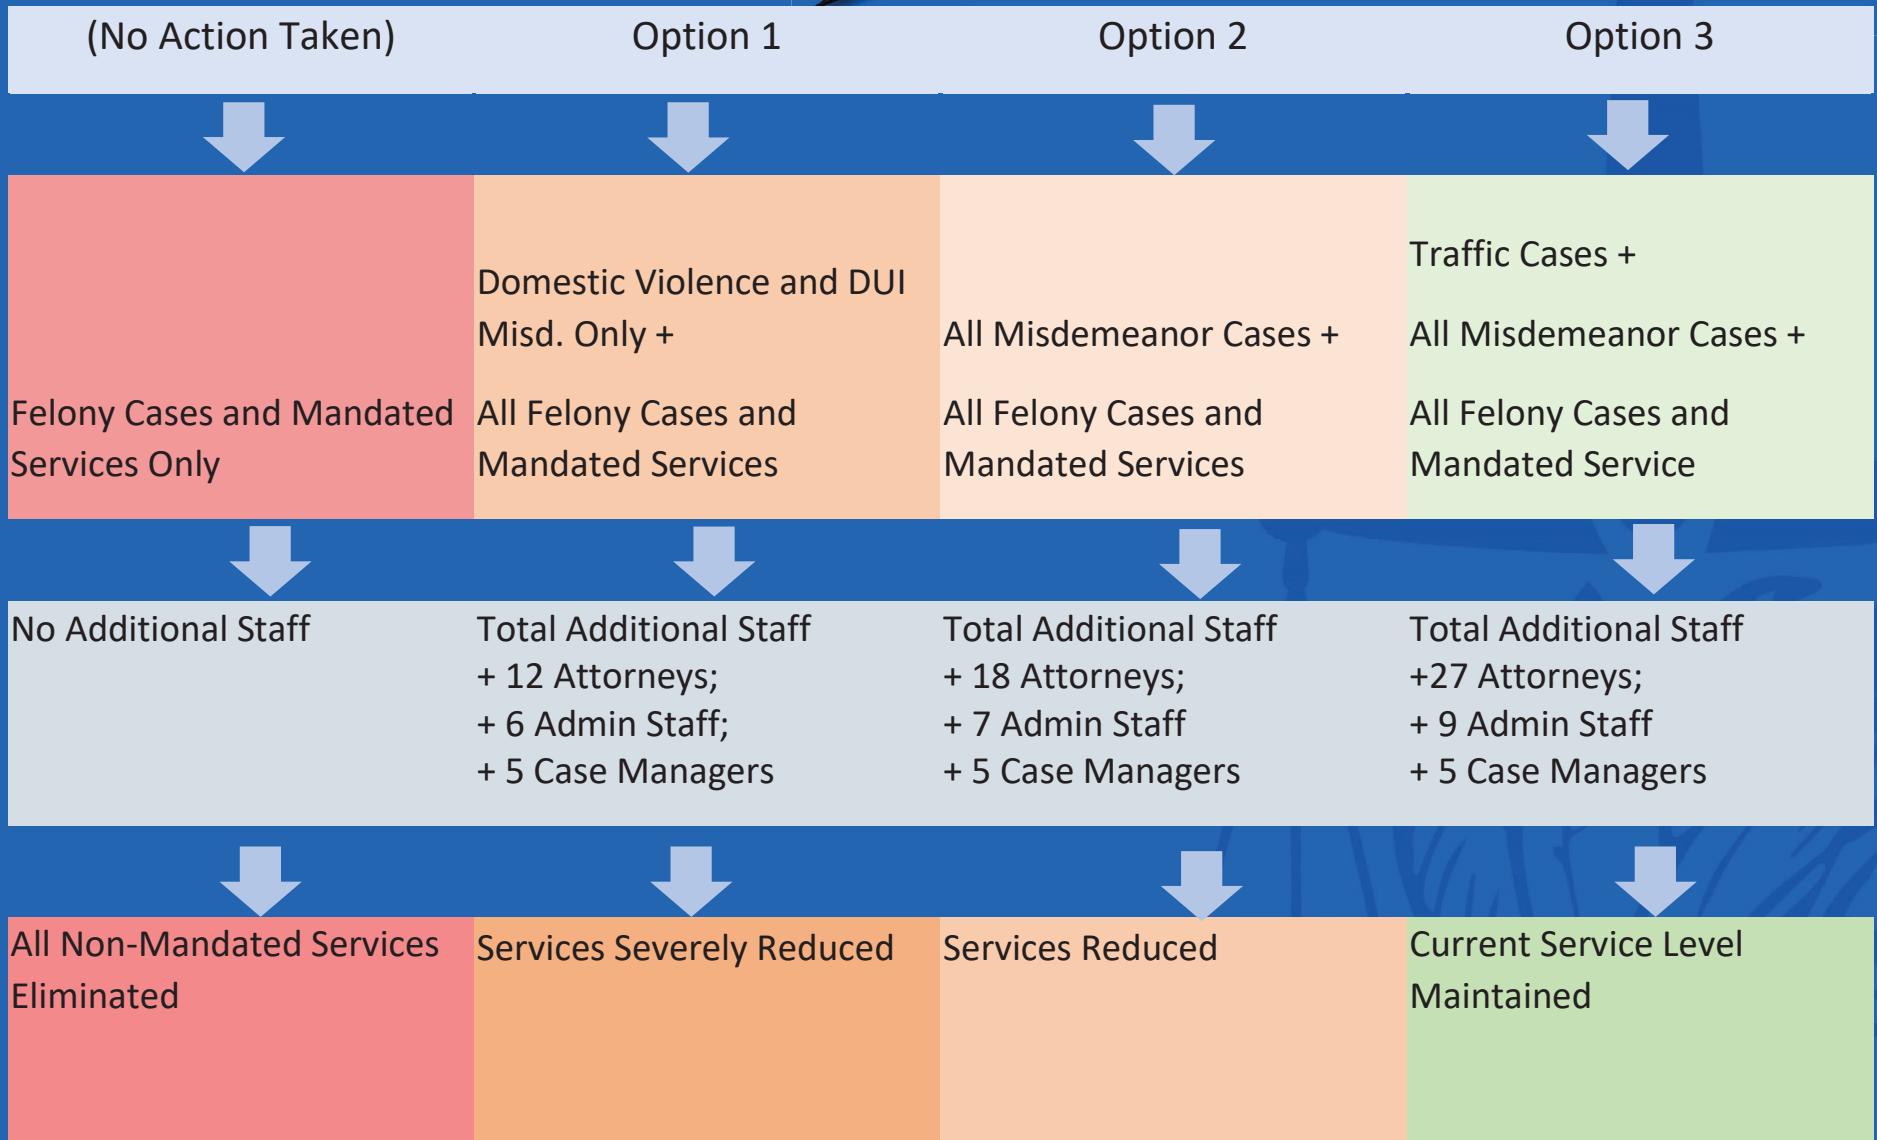 (No Action Taken)
Option 1
Option 2
Option 3
Felony Cases and Mandated
Services Only
Domestic Violence and DUI
Misd. Only +
All Felony Cases and
Mandated Services
All Misdemeanor Cases +
All Felony Cases and
Mandated Services
Traffic Cases +
All Misdemeanor Cases +
All Felony Cases and
Mandated Service
No Additional Staff
Total Additional Staff
+ 12 Attorneys;
+ 6 Admin Staff;
+ 5 Case Managers
Total Additional Staff
+ 18 Attorneys;
+ 7 Admin Staff
+ 5 Case Managers
Total Additional Staff
+27 Attorneys;
+ 9 Admin Staff
+ 5 Case Managers
All Non-Mandated Services
Eliminated
Services Severely Reduced
Services Reduced
Current Service Level
Maintained